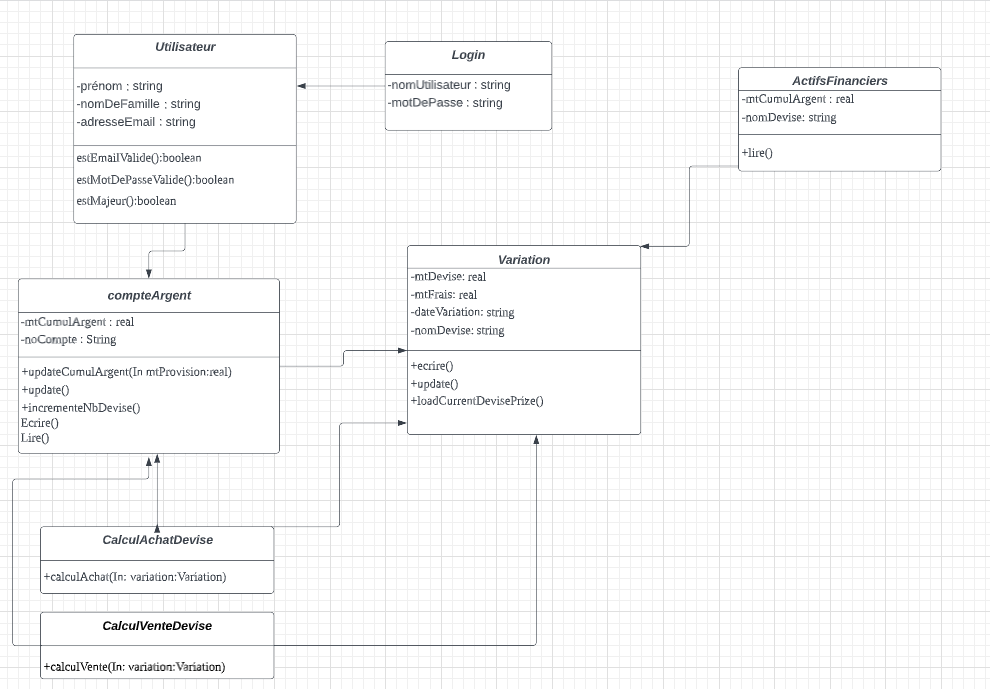 Utilisateur
-prénom : string
-nomDeFamille : string
-adresseEmail : string
estEmailValide():boolean
estMotDePasseValide():boolean
estMajeur():boolean
Login
-nomUtilisateur : string
-motDePasse : string
ActifsFinanciers
-mtCumulArgent : real
-nomDevise: string
+lire()
compteArgent
-mtCumulArgent : real
-noCompte : String
+updateCumulArgent(In mtProvision:real)
+update()
+incrementeNbDevise()
Ecrire()
Lire()
Variation
-mtDevise: real
-mtFrais: real
-dateVariation: string
-nomDevise: string
+ecrire()
+update()
+loadCurrentDevisePrize()
CalculAchatDevise
+calculAchat(In: variation:Variation)
CalculVenteDevise
+calculVente(In: variation:Variation)